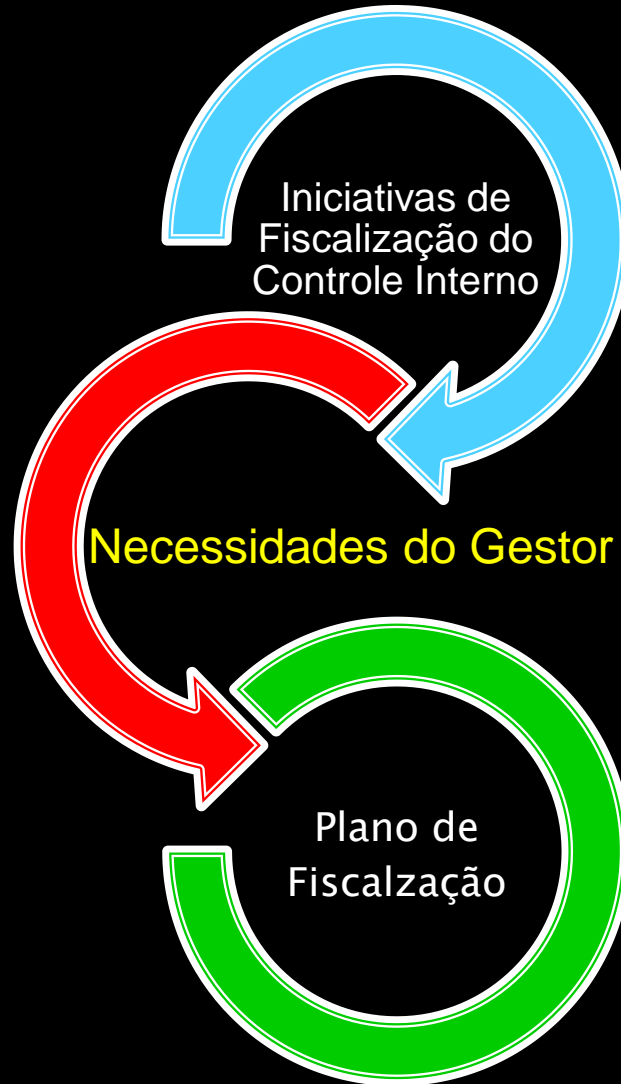 Iniciativas de
Fiscalização do
Controle Interno
Necessidades do Gestor
Plano de
Fiscalzação